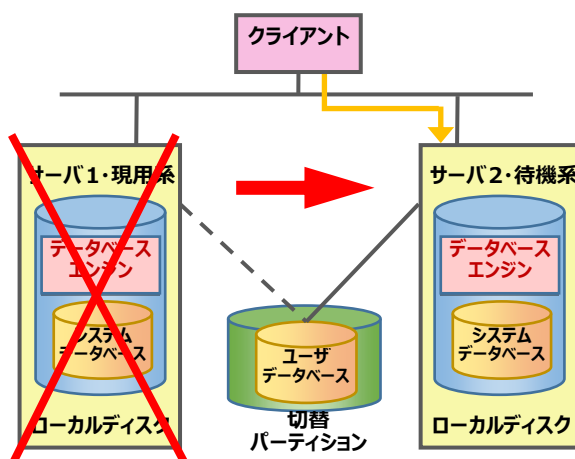 クライアント
サーバ1・現用系
データベース
エンジン
システム
データベース
ローカルディスク
ユーザ
データベース
切替
パーティション
サーバ2・待機系
データベース
エンジン
システム
データベース
ローカルディスク